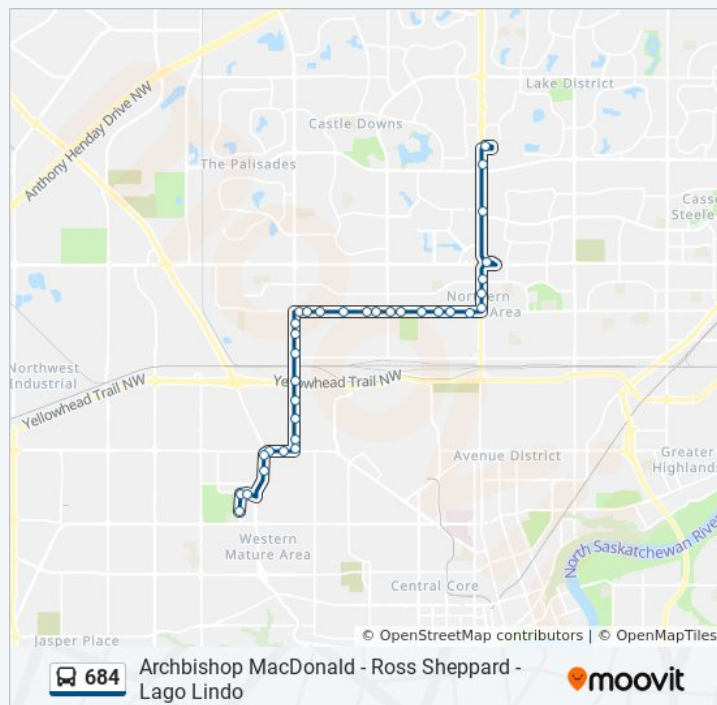 Lake District
Castle Downs
Anthony Henday Drive NW
The Palisades
Casse
Steele
Northern
Area
Northwest
Industrial
Yellowhead Trail NW
Yellowhead Trail NW
Avenue District
Greater
Highlands
Western
Mature Area
North Saskatchewan River
Central Core
Jasper Place
© OpenStreetMap contributors | © OpenMapTiles
684
Archbishop MacDonald - Ross Sheppard -
Lago Lindo
moovit